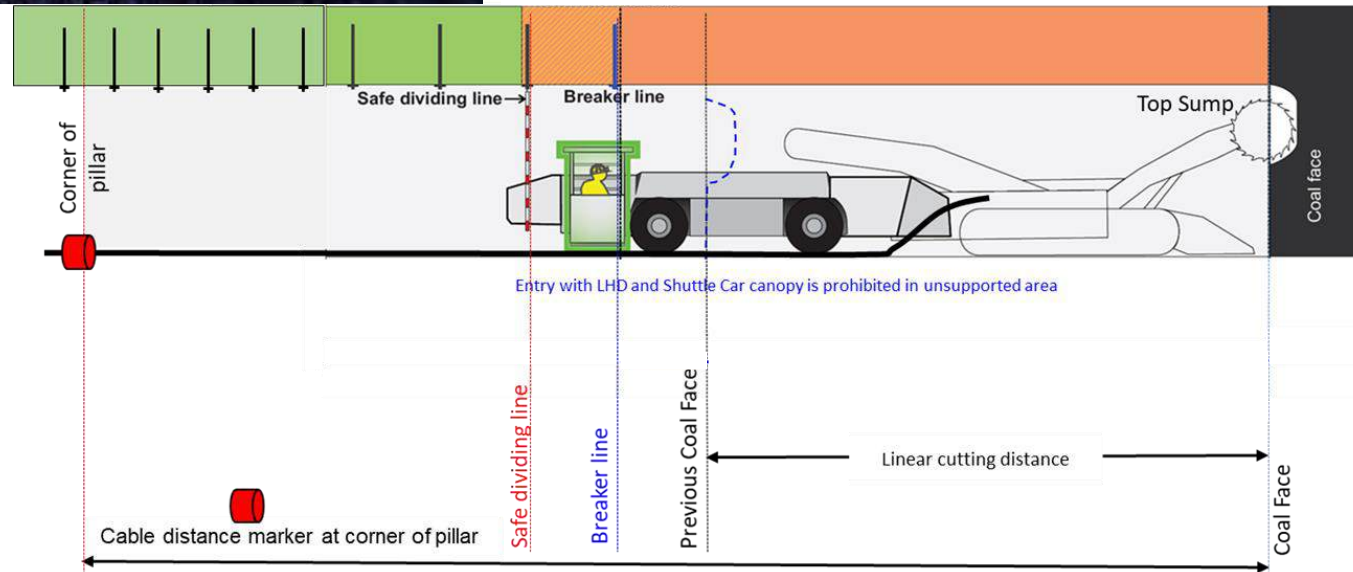 Safe dividing line
Breaker line
Top Sump
Corner of
pillar
Coal face
Entry with LHD and Shuttle Car canopy is prohibited in unsupported area
Safe dividing line
Breaker line
Previous Coal Face
Linear cutting distance
Coal Face
Cable distance marker at corner of pillar